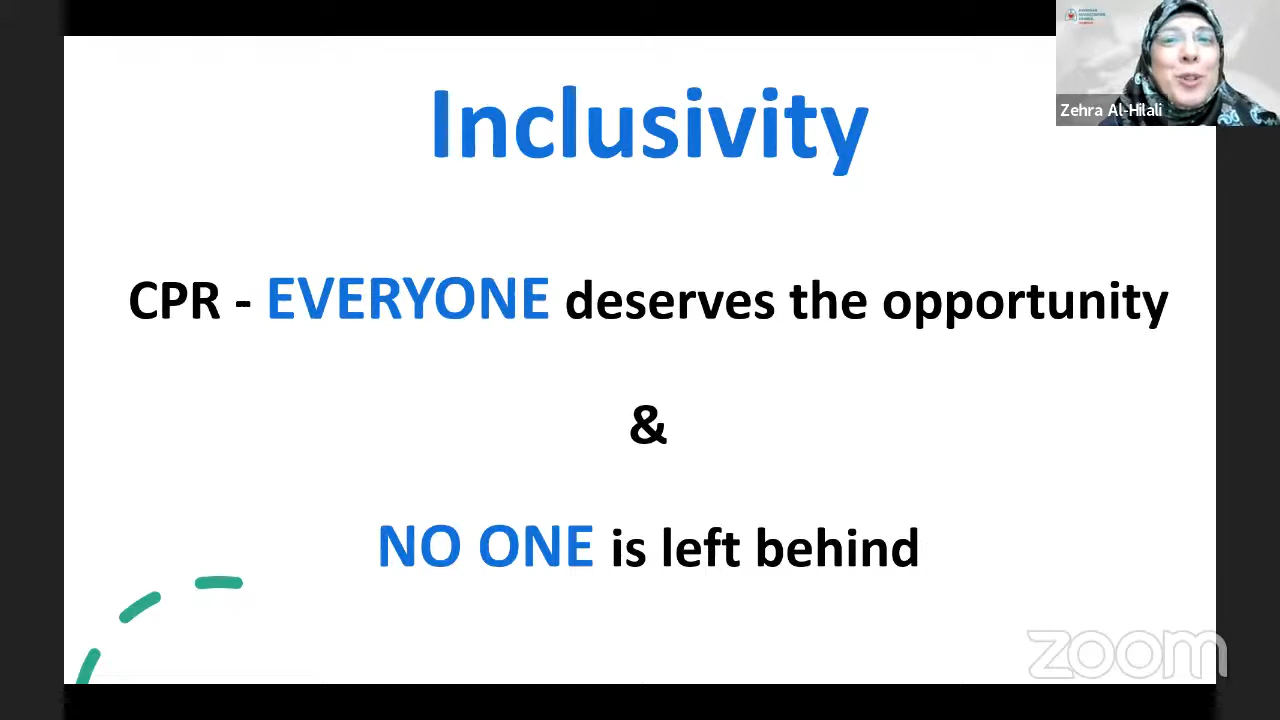 Inclusivity
CPR - EVERYONE deserves the opportunity
&
NO ONE is left behind
Zehra Al-Hilali
zoom